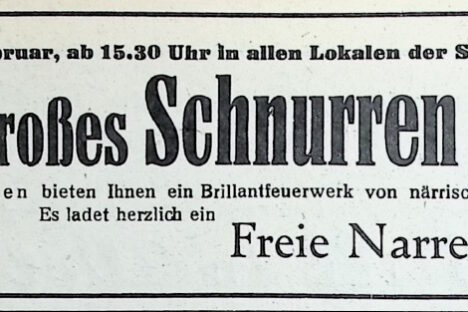 bruar, ab 15.30 Uhr in allen Lokalen der S
roßes Schnurren
en bieten Ihnen ein Brillantfeuerwerk von närrisc
Es ladet herzlich ein
Freie Narre